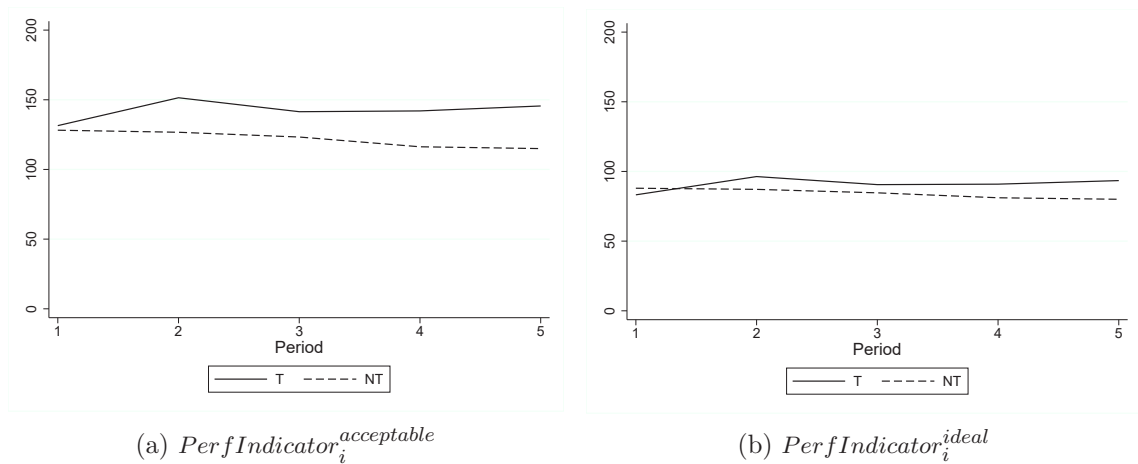 200
150
100
50
0
1 2 3 4 5
Period
T NT
(a) PerfIndicator_i^{acceptable}
200
150
100
50
0
1 2 3 4 5
Period
T NT
(b) PerfIndicator_i^{ideal}